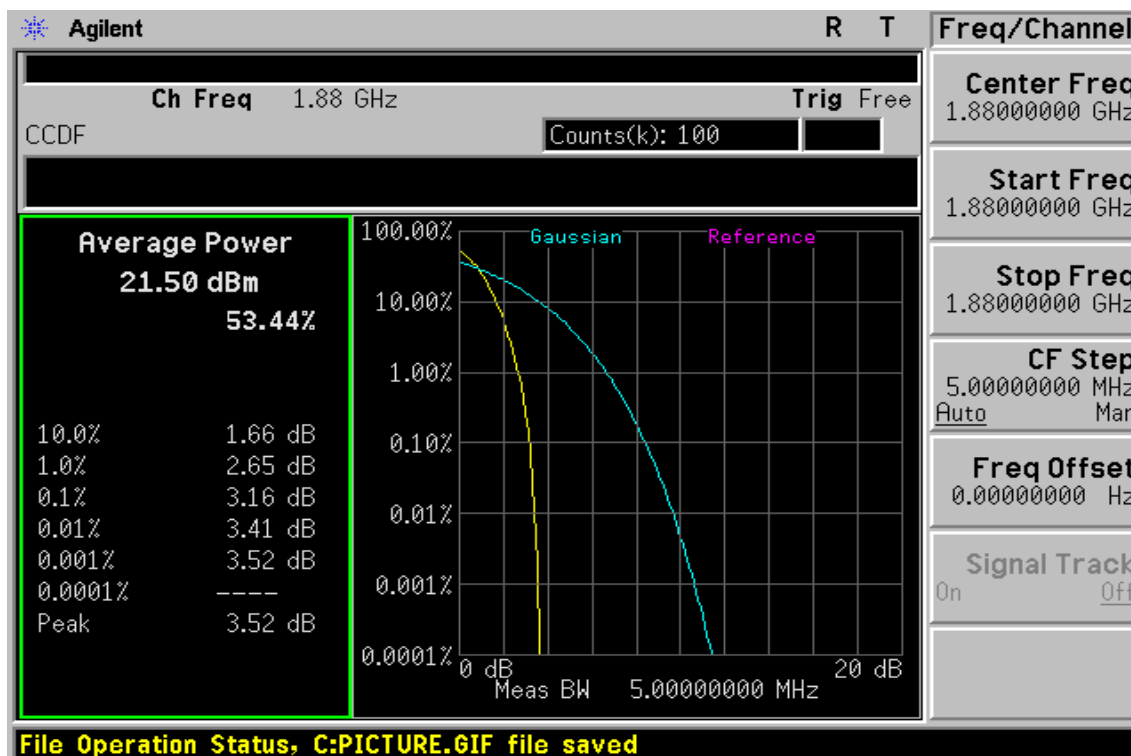 Agilent R T Freq/Channel
Ch Freq 1.88 GHz Trig Free
CCDF Counts(k): 100
Average Power
21.50 dBm
53.44%
10.0% 1.66 dB
1.0% 2.65 dB
0.1% 3.16 dB
0.01% 3.41 dB
0.001% 3.52 dB
0.0001% ----
Peak 3.52 dB
Gaussian Reference
100.00%
10.00%
1.00%
0.10%
0.01%
0.001%
0.0001%
0 dB 20 dB
Meas BW 5.00000000 MHz
Center Freq
1.88000000 GHz
Start Freq
1.88000000 GHz
Stop Freq
1.88000000 GHz
CF Step
5.00000000 MHz
Auto Man
Freq Offset
0.00000000 Hz
Signal Track
On Off
File Operation Status, C:PICTURE.GIF file saved